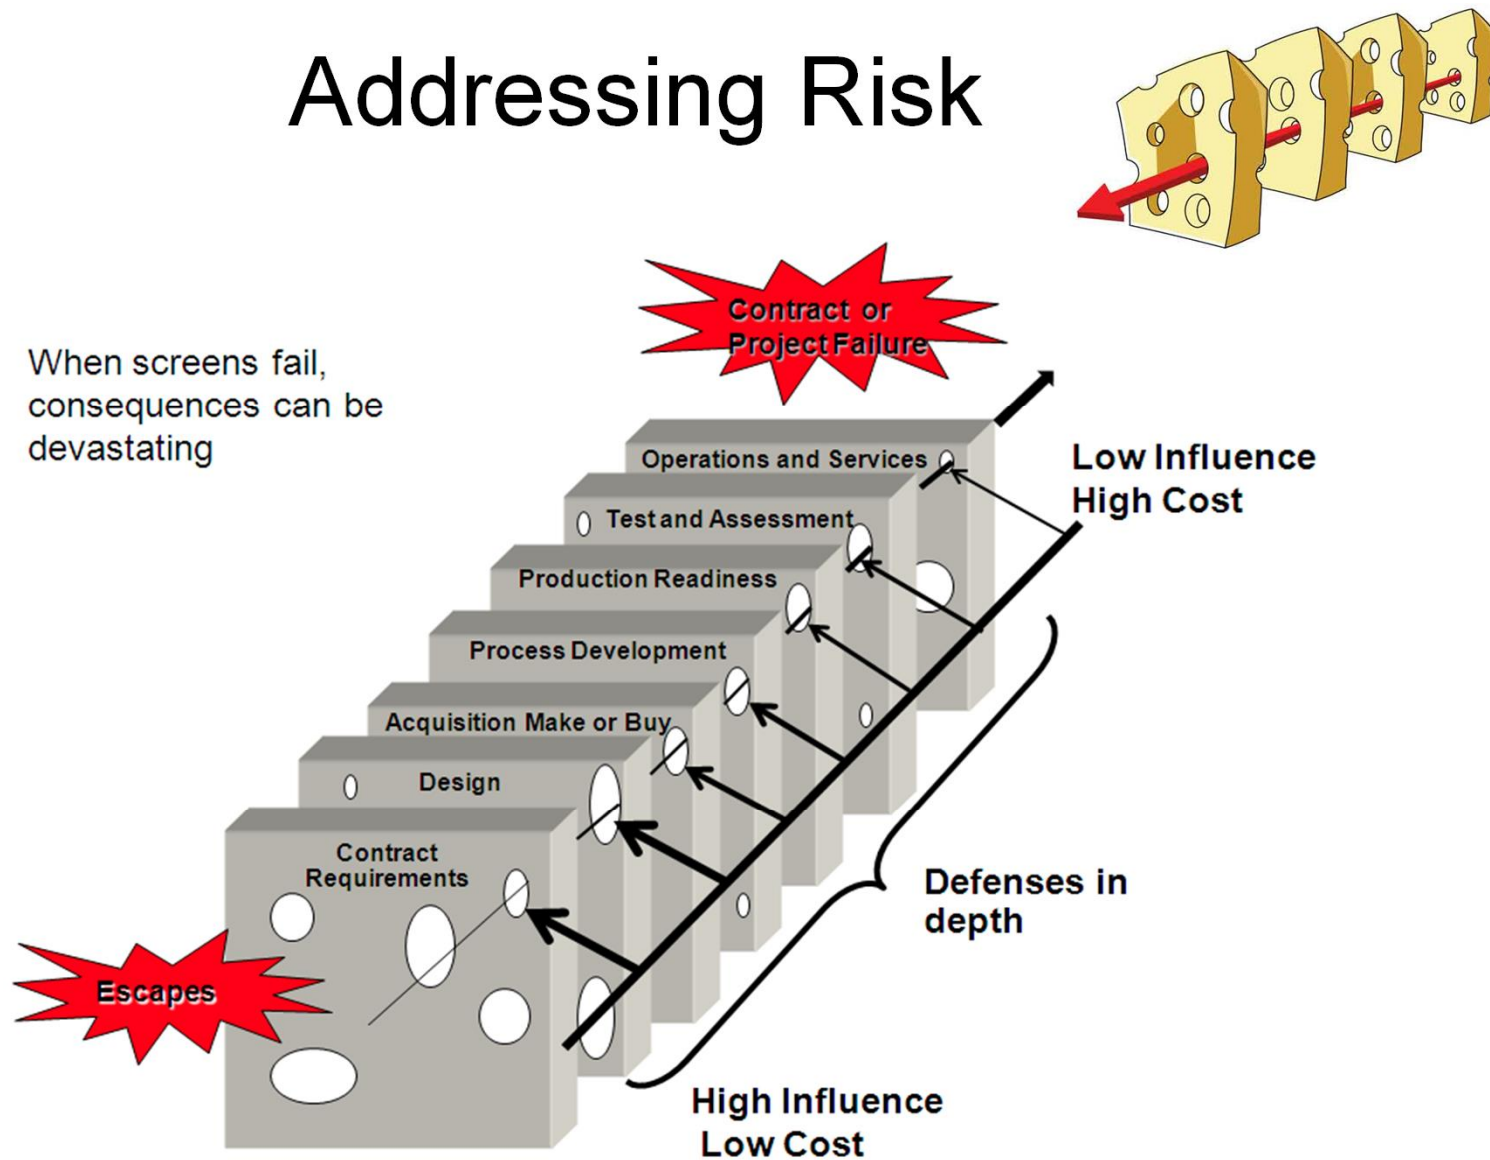 Addressing Risk
Contract or
Project Failure
When screens fail,
consequences can be
devastating
Operations and Services
Low Influence
High Cost
Test and Assessment
Production Readiness
Process Development
Acquisition Make or Buy
Design
Contract
Requirements
Defenses in
depth
Escapes
High Influence
Low Cost